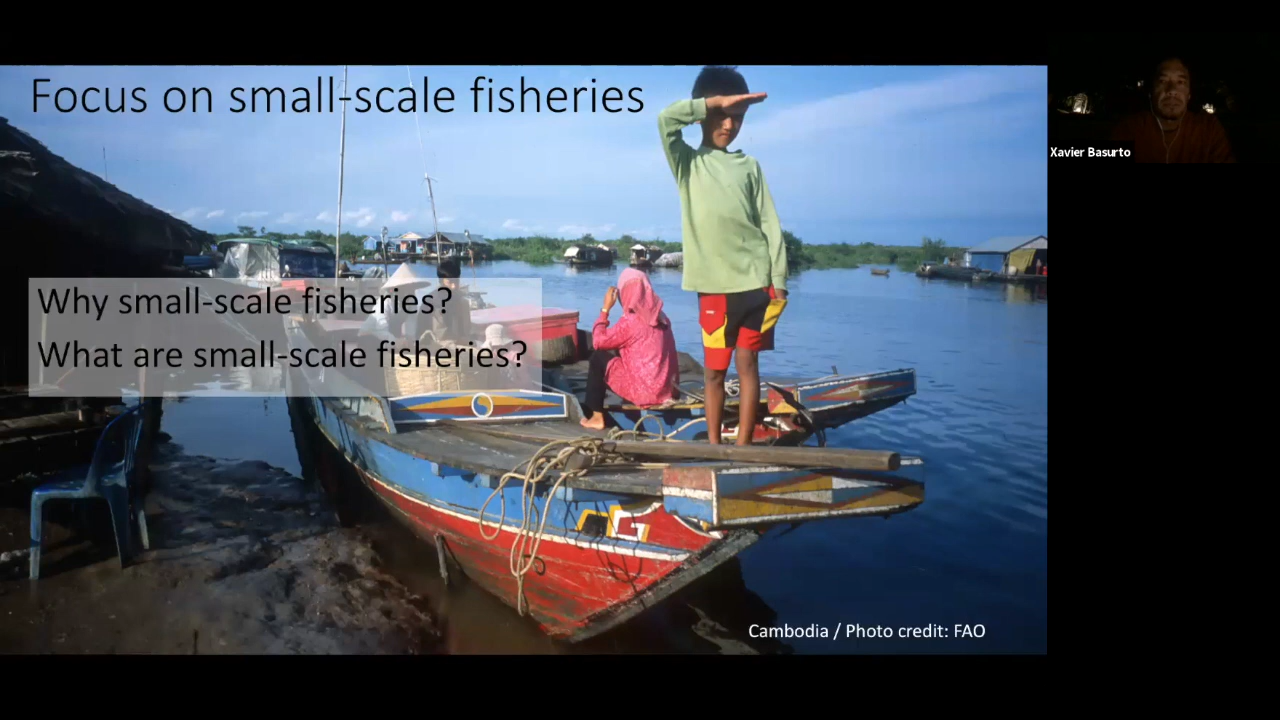 Focus on small-scale fisheries
Why small-scale fisheries?
What are small-scale fisheries?
Cambodia / Photo credit: FAO
Xavier Basurto